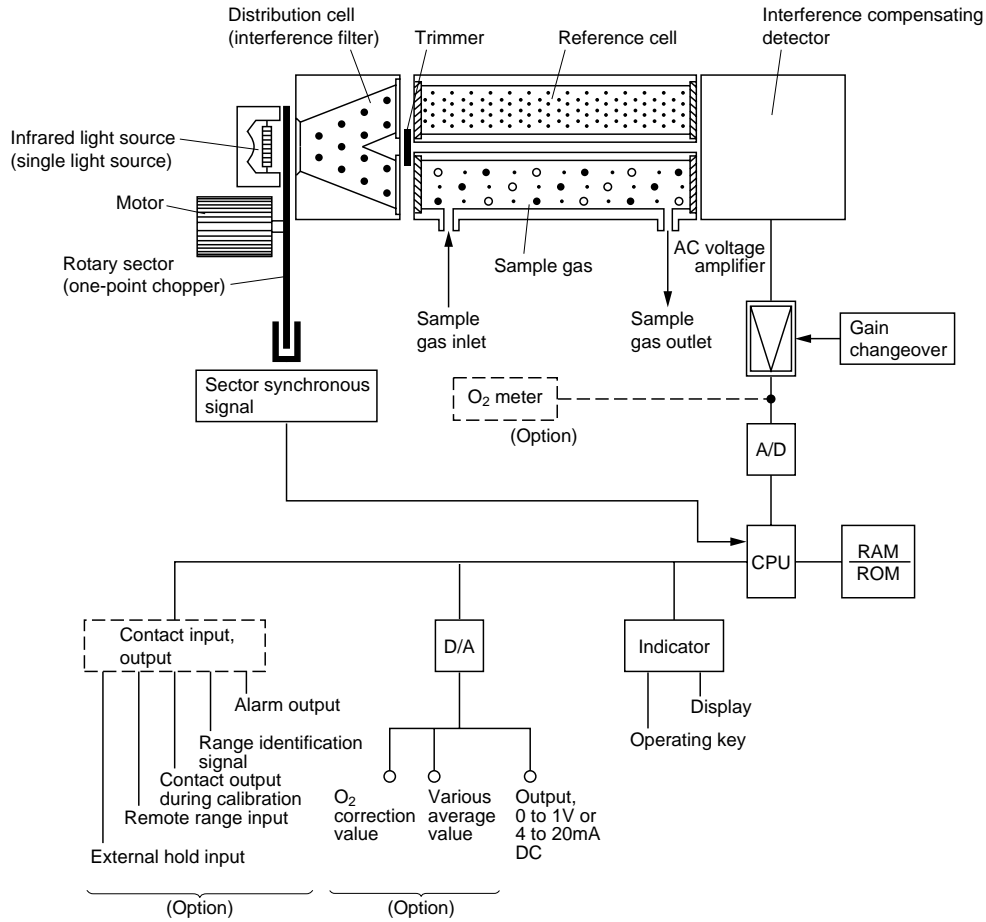 Distribution cell
(interference filter)
Trimmer
Reference cell
Interference compensating
detector
Infrared light source
(single light source)
Motor
Rotary sector
(one-point chopper)
Sample gas
AC voltage
amplifier
Sample
gas inlet
Sample
gas outlet
Gain
changeover
Sector synchronous
signal
O2 meter
(Option)
A/D
CPU
RAM
ROM
Contact input,
output
D/A
Indicator
Alarm output
Display
Range identification
signal
Operating key
Contact output
during calibration
Remote range input
O2
correction
value
Various
average
value
Output,
0 to 1V or
4 to 20mA
DC
External hold input
(Option)
(Option)